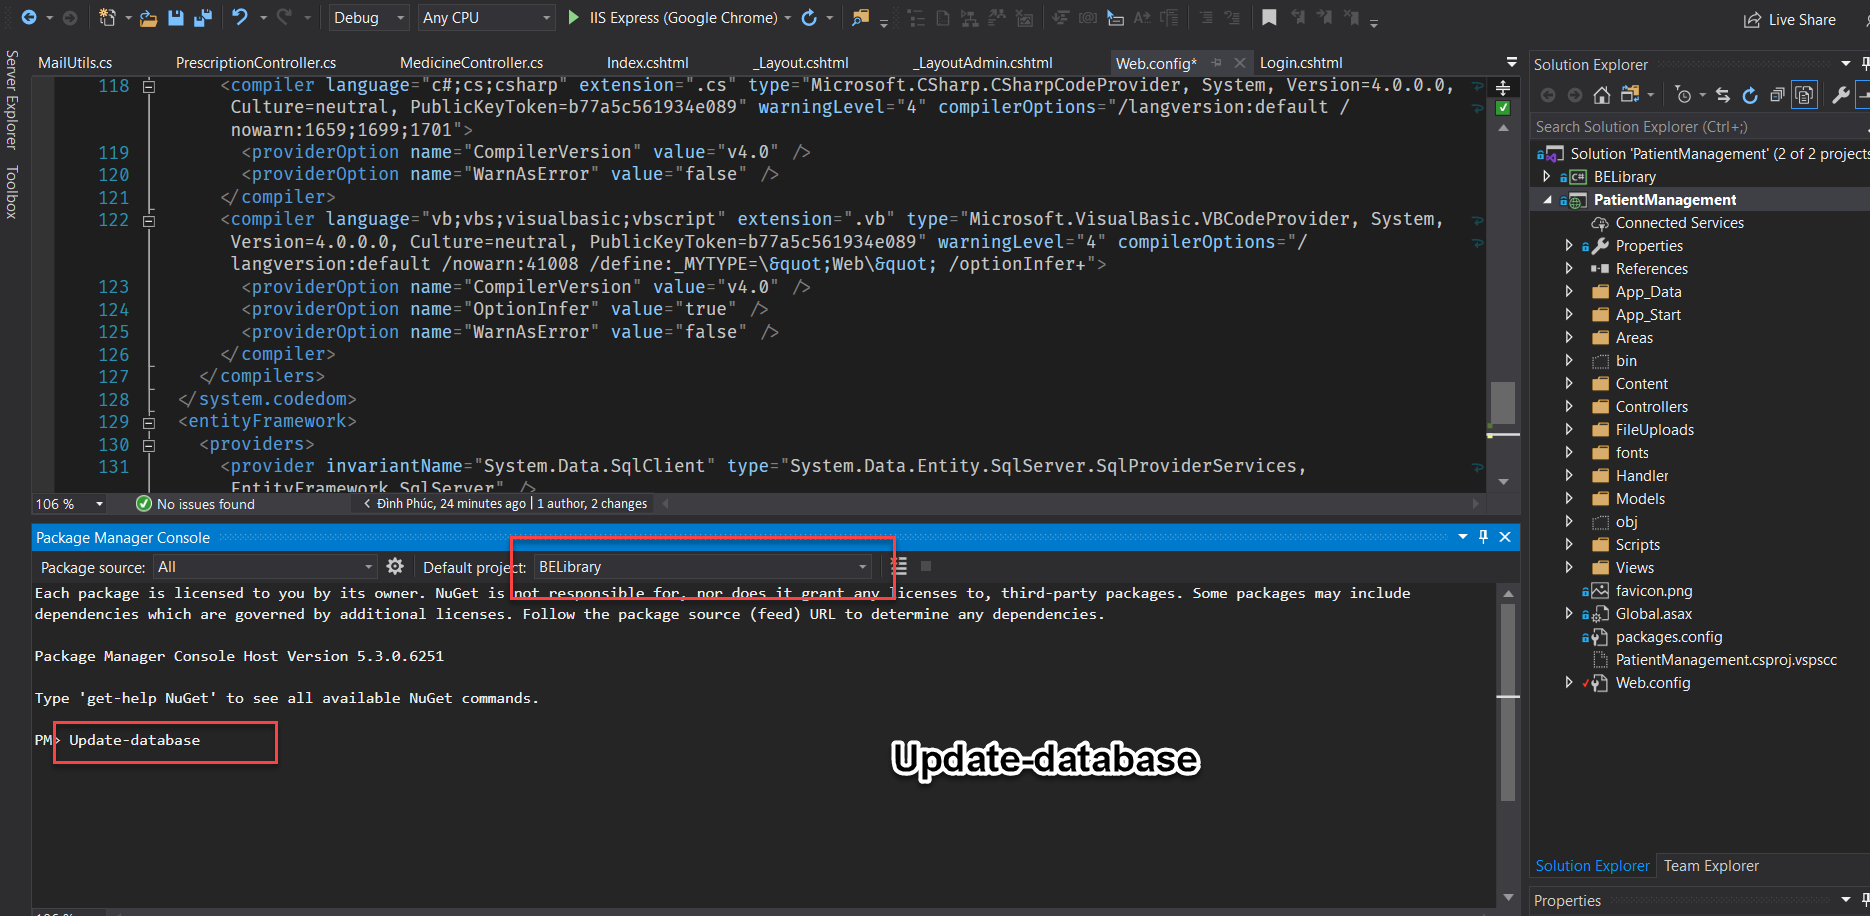 Debug
Any CPU
IIS Express (Google Chrome)
Live Share
Server Explorer
Toolbox
MailUtils.cs
PrescriptionController.cs
MedicineController.cs
Index.cshtml
_Layout.cshtml
_LayoutAdmin.cshtml
Web.config*
Login.cshtml
118 <compiler language="c#;cs;csharp" extension=".cs" type="Microsoft.CSharp.CSharpCodeProvider, System, Version=4.0.0.0,
Culture=neutral, PublicKeyToken=b77a5c561934e089" warningLevel="4" compilerOptions="/langversion:default /
nowarn:1659;1699;1701">
119 <providerOption name="CompilerVersion" value="v4.0" />
120 <providerOption name="WarnAsError" value="false" />
121 </compiler>
122 <compiler language="vb;vbs;visualbasic;vbscript" extension=".vb" type="Microsoft.VisualBasic.VBCodeProvider, System,
Version=4.0.0.0, Culture=neutral, PublicKeyToken=b77a5c561934e089" warningLevel="4" compilerOptions="/
langversion:default /nowarn:41008 /define:_MYTYPE=\&quot;Web\&quot; /optionInfer+">
123 <providerOption name="CompilerVersion" value="v4.0" />
124 <providerOption name="OptionInfer" value="true" />
125 <providerOption name="WarnAsError" value="false" />
126 </compiler>
127 </compilers>
128 </system.codedom>
129 <entityFramework>
130 <providers>
131 <provider invariantName="System.Data.SqlClient" type="System.Data.Entity.SqlServer.SqlProviderServices,
EntityFramework.SqlServer" />
106 %
No issues found
< Đình Phúc, 24 minutes ago | 1 author, 2 changes
Package Manager Console
Package source: All
Default project: BELibrary
Each package is licensed to you by its owner. NuGet is not responsible for, nor does it grant any licenses to, third-party packages. Some packages may include
dependencies which are governed by additional licenses. Follow the package source (feed) URL to determine any dependencies.
Package Manager Console Host Version 5.3.0.6251
Type 'get-help NuGet' to see all available NuGet commands.
PM> Update-database
Update-database
106 %
Solution Explorer
Search Solution Explorer (Ctrl+;)
Solution 'PatientManagement' (2 of 2 projects
BELibrary
PatientManagement
Connected Services
Properties
References
App_Data
App_Start
Areas
bin
Content
Controllers
FileUploads
fonts
Handler
Models
obj
Scripts
Views
favicon.png
Global.asax
packages.config
PatientManagement.csproj.vspscc
Web.config
Solution Explorer
Team Explorer
Properties